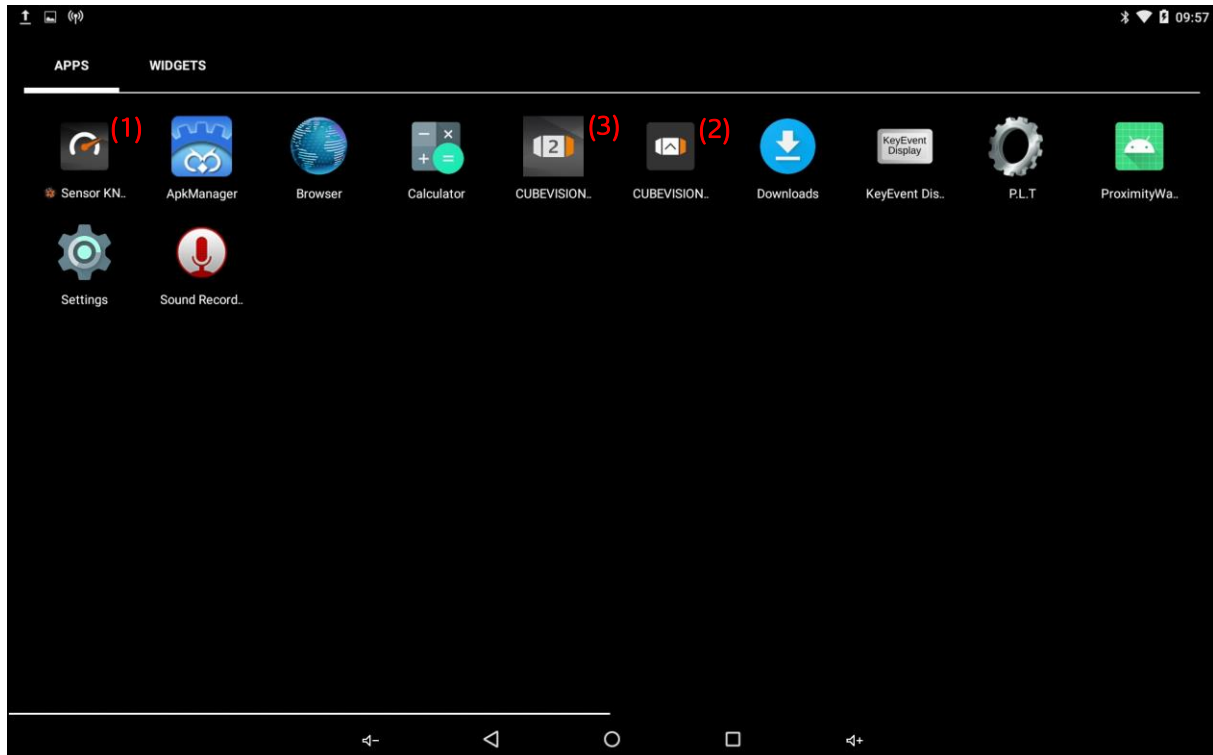 09:57
APPS WIDGETS
(1) (3) (2)
2
KeyEvent
Display
Sensor KN.. ApkManager Browser Calculator CUBEVISION.. CUBEVISION.. Downloads KeyEvent Dis.. P.L.T ProximityWa..
Settings Sound Record..